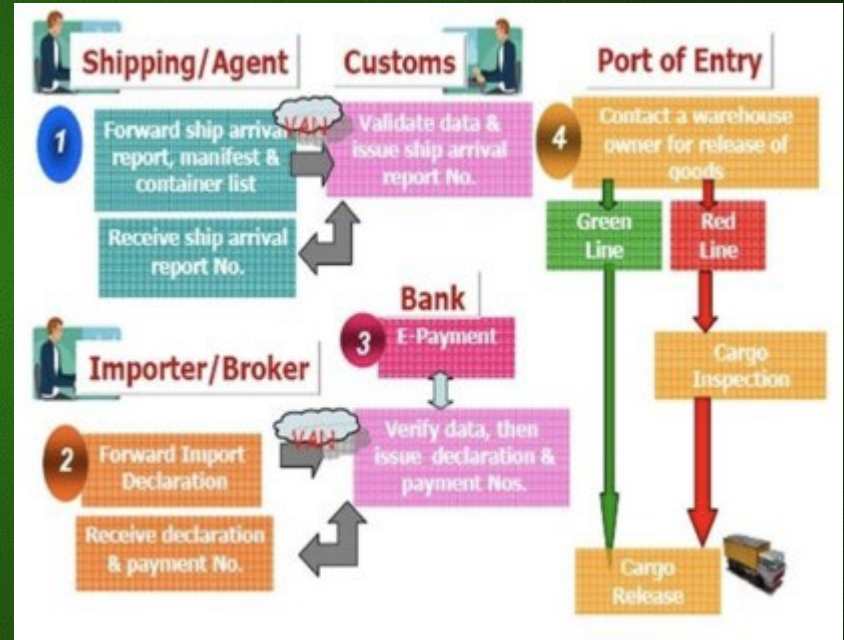 Shipping/Agent
Customs
Port of Entry
1
Forward ship arrival
report, manifest &
container list
VAN
Validate data &
issue ship arrival
report No.
Receive ship arrival
report No.
4
Contact a warehouse
owner for release of
goods
Green
Line
Red
Line
Cargo
Inspection
Cargo
Release
Importer/Broker
Bank
3
E-Payment
2
Forward Import
Declaration
VAN
Verify data, then
issue declaration &
payment Nos.
Receive declaration
& payment No.